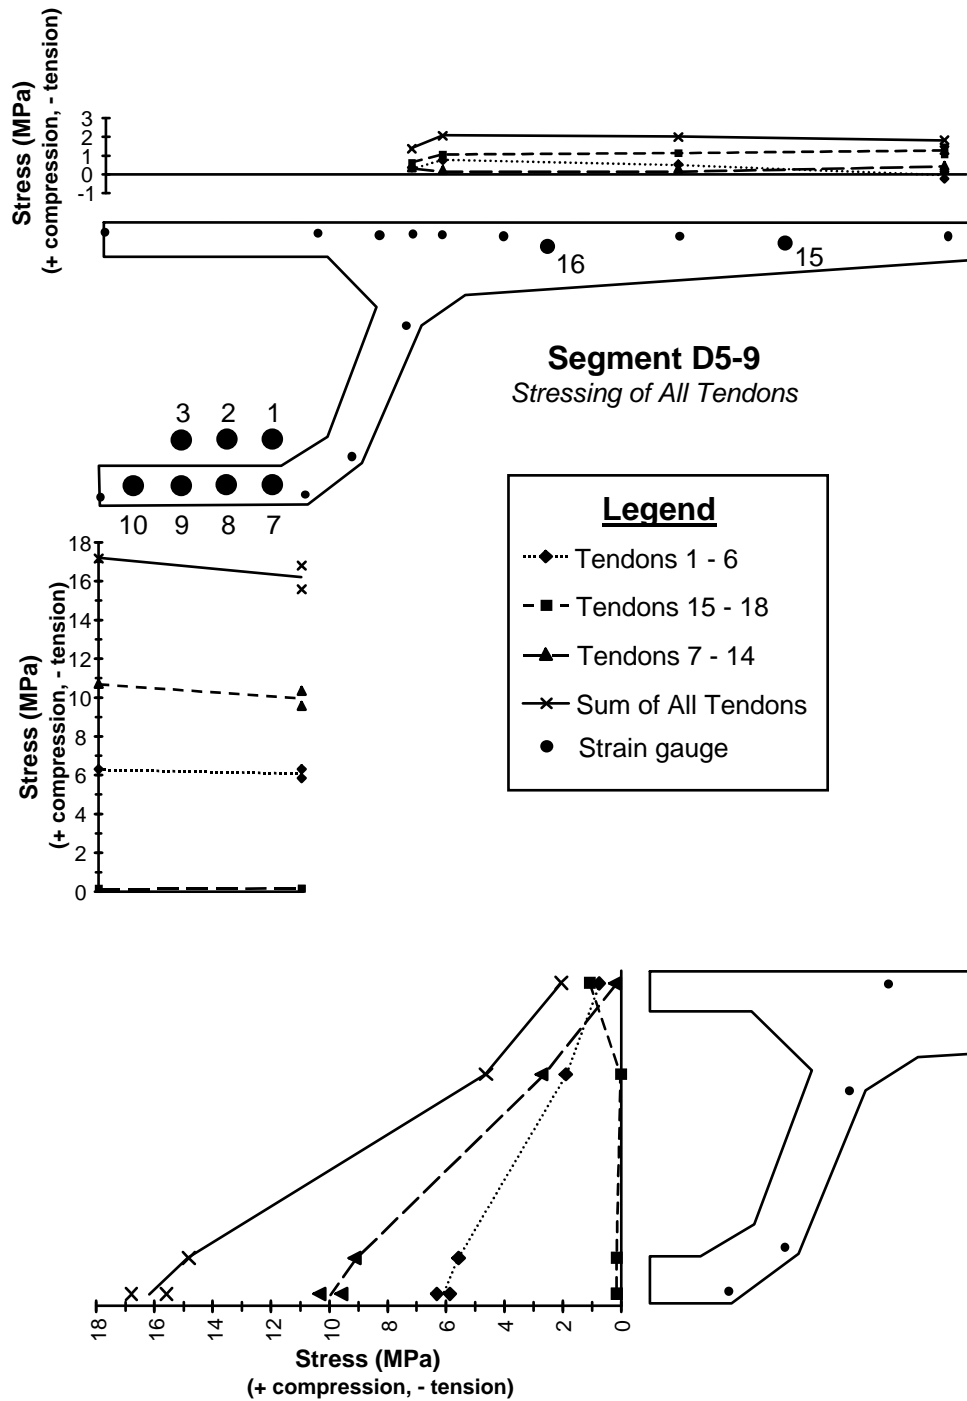 Stress (MPa)
(+ compression, - tension)
3
2
1
0
-1
16
15
Segment D5-9
Stressing of All Tendons
3 2 1
10 9 8 7
Stress (MPa)
(+ compression, - tension)
18
16
14
12
10
8
6
4
2
0
Legend
Tendons 1 - 6
Tendons 15 - 18
Tendons 7 - 14
Sum of All Tendons
Strain gauge
18 16 14 12 10 8 6 4 2 0
Stress (MPa)
(+ compression, - tension)